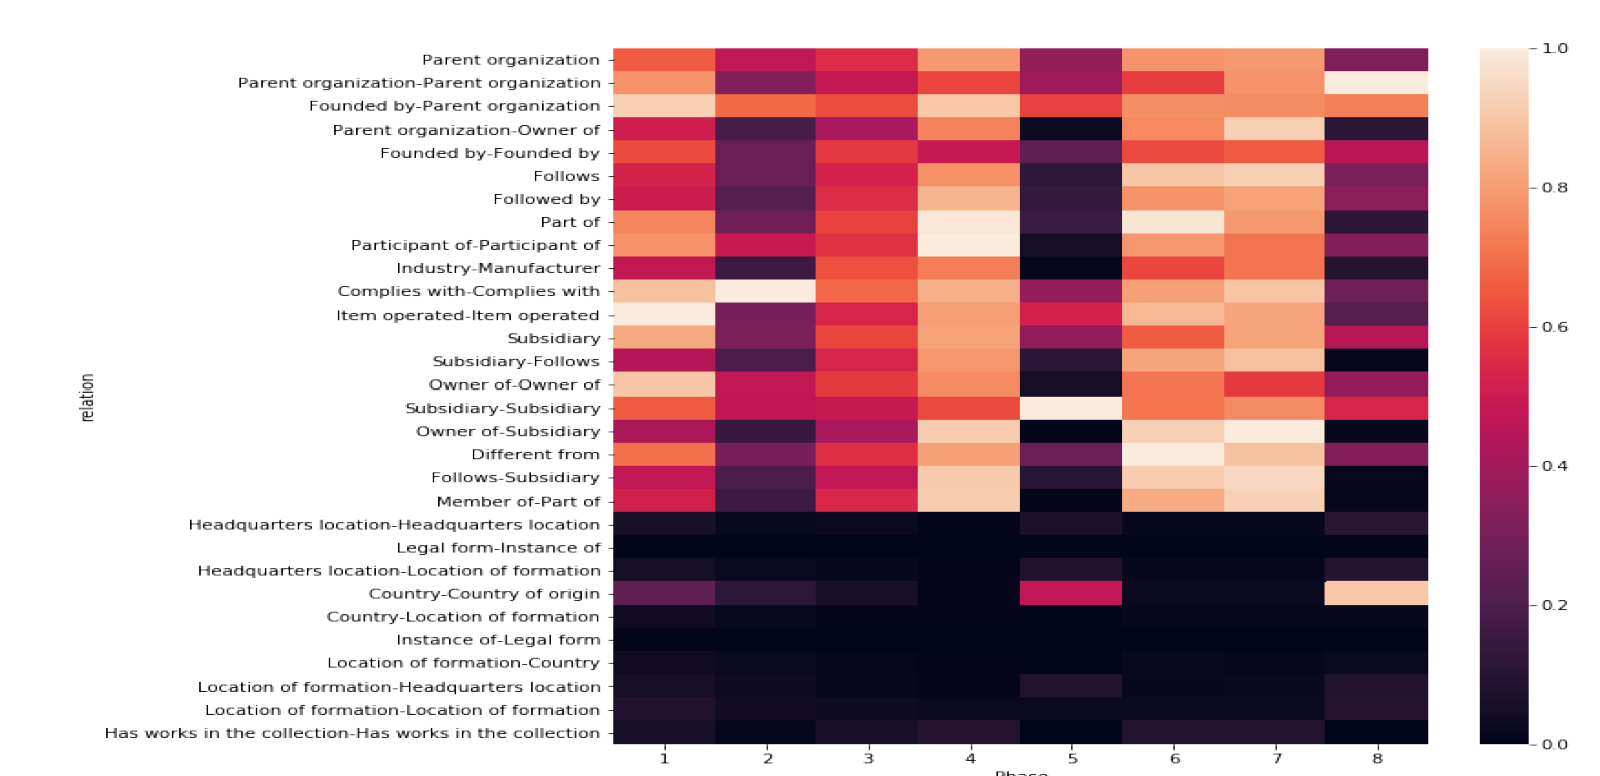 Parent organization
Parent organization-Parent organization
Founded by-Parent organization
Parent organization-Owner of
Founded by-Founded by
Follows
Followed by
Part of
Participant of-Participant of
Industry-Manufacturer
Complies with-Complies with
Item operated-Item operated
Subsidiary
Subsidiary-Follows
Owner of-Owner of
Subsidiary-Subsidiary
Owner of-Subsidiary
Different from
Follows-Subsidiary
Member of-Part of
Headquarters location-Headquarters location
Legal form-Instance of
Headquarters location-Location of formation
Country-Country of origin
Country-Location of formation
Instance of-Legal form
Location of formation-Country
Location of formation-Headquarters location
Location of formation-Location of formation
Has works in the collection-Has works in the collection
relation
1 2 3 4 5 6 7 8
Phase
1.0
0.8
0.6
0.4
0.2
0.0